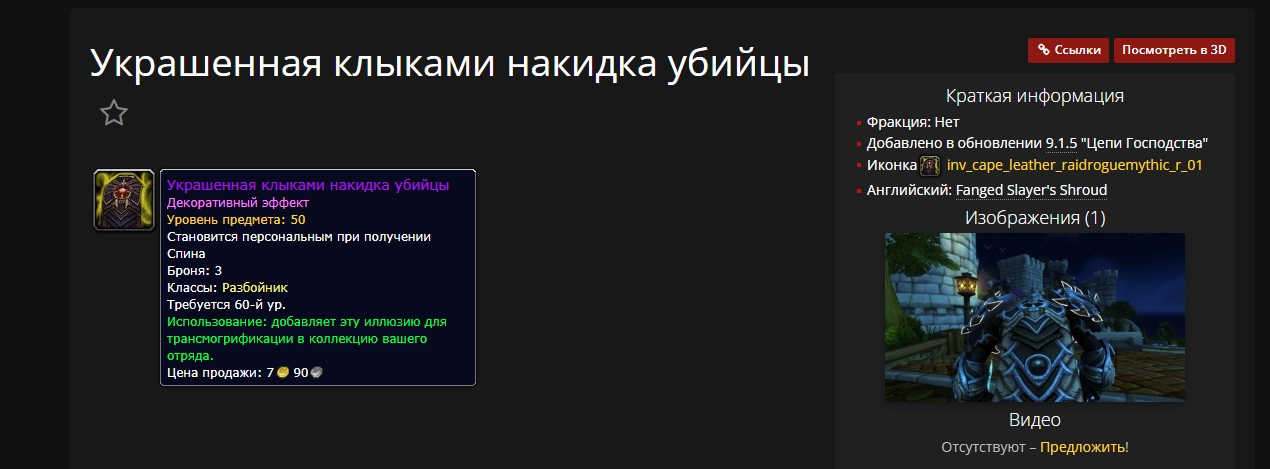 Ссылки
Посмотреть в 3D
Украшенная клыками накидка убийцы
Украшенная клыками накидка убийцы
Декоративный эффект
Уровень предмета: 50
Становится персональным при получении
Спина
Броня: 3
Классы: Разбойник
Требуется 60-й ур.
Использование: добавляет эту иллюзию для
трансмогрификации в коллекцию вашего
отряда.
Цена продажи: 7 90
Краткая информация
Фракция: Нет
Добавлено в обновлении 9.1.5 "Цепи Господства"
Иконка inv_cape_leather_raidroguemythic_r_01
Английский: Fanged Slayer's Shroud
Изображения (1)
Видео
Отсутствуют – Предложить!